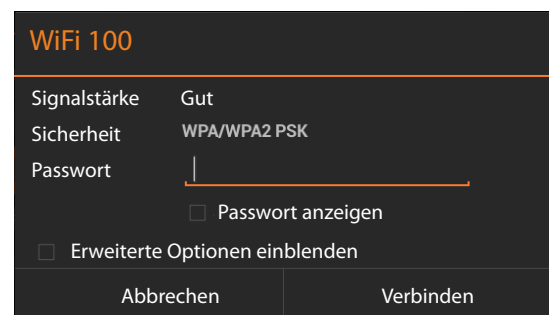 WiFi 100
Signalstärke Gut
Sicherheit WPA/WPA2 PSK
Passwort
Passwort anzeigen
Erweiterte Optionen einblenden
Abbrechen Verbinden